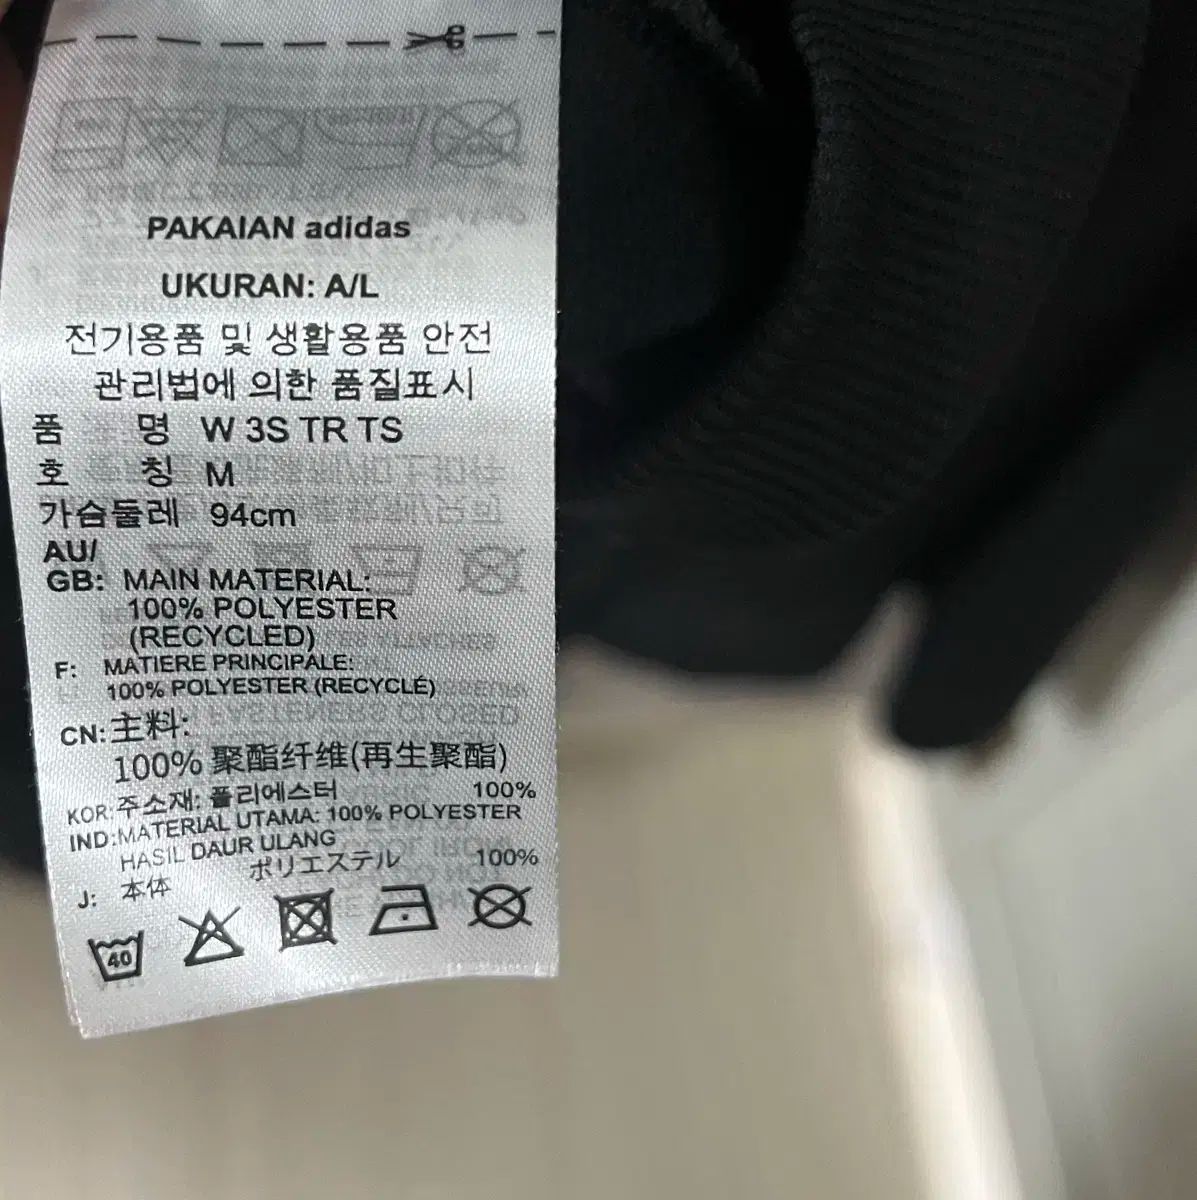 PAKAIAN adidas
UKURAN: A/L
전기용품 및 생활용품 안전
관리법에 의한 품질표시
품 명 W 3S TR TS
호 칭 M
가슴둘레 94cm
AU/
GB: MAIN MATERIAL:
100% POLYESTER
(RECYCLED)
F: MATIERE PRINCIPALE:
100% POLYESTER (RECYCLÉ)
CN: 主料:
100% 聚酯纤维(再生聚酯)
KOR: 주소재: 폴리에스터 100%
IND:MATERIAL UTAMA: 100% POLYESTER
HASIL DAUR ULANG
J: 本体 ポリエステル 100%
40